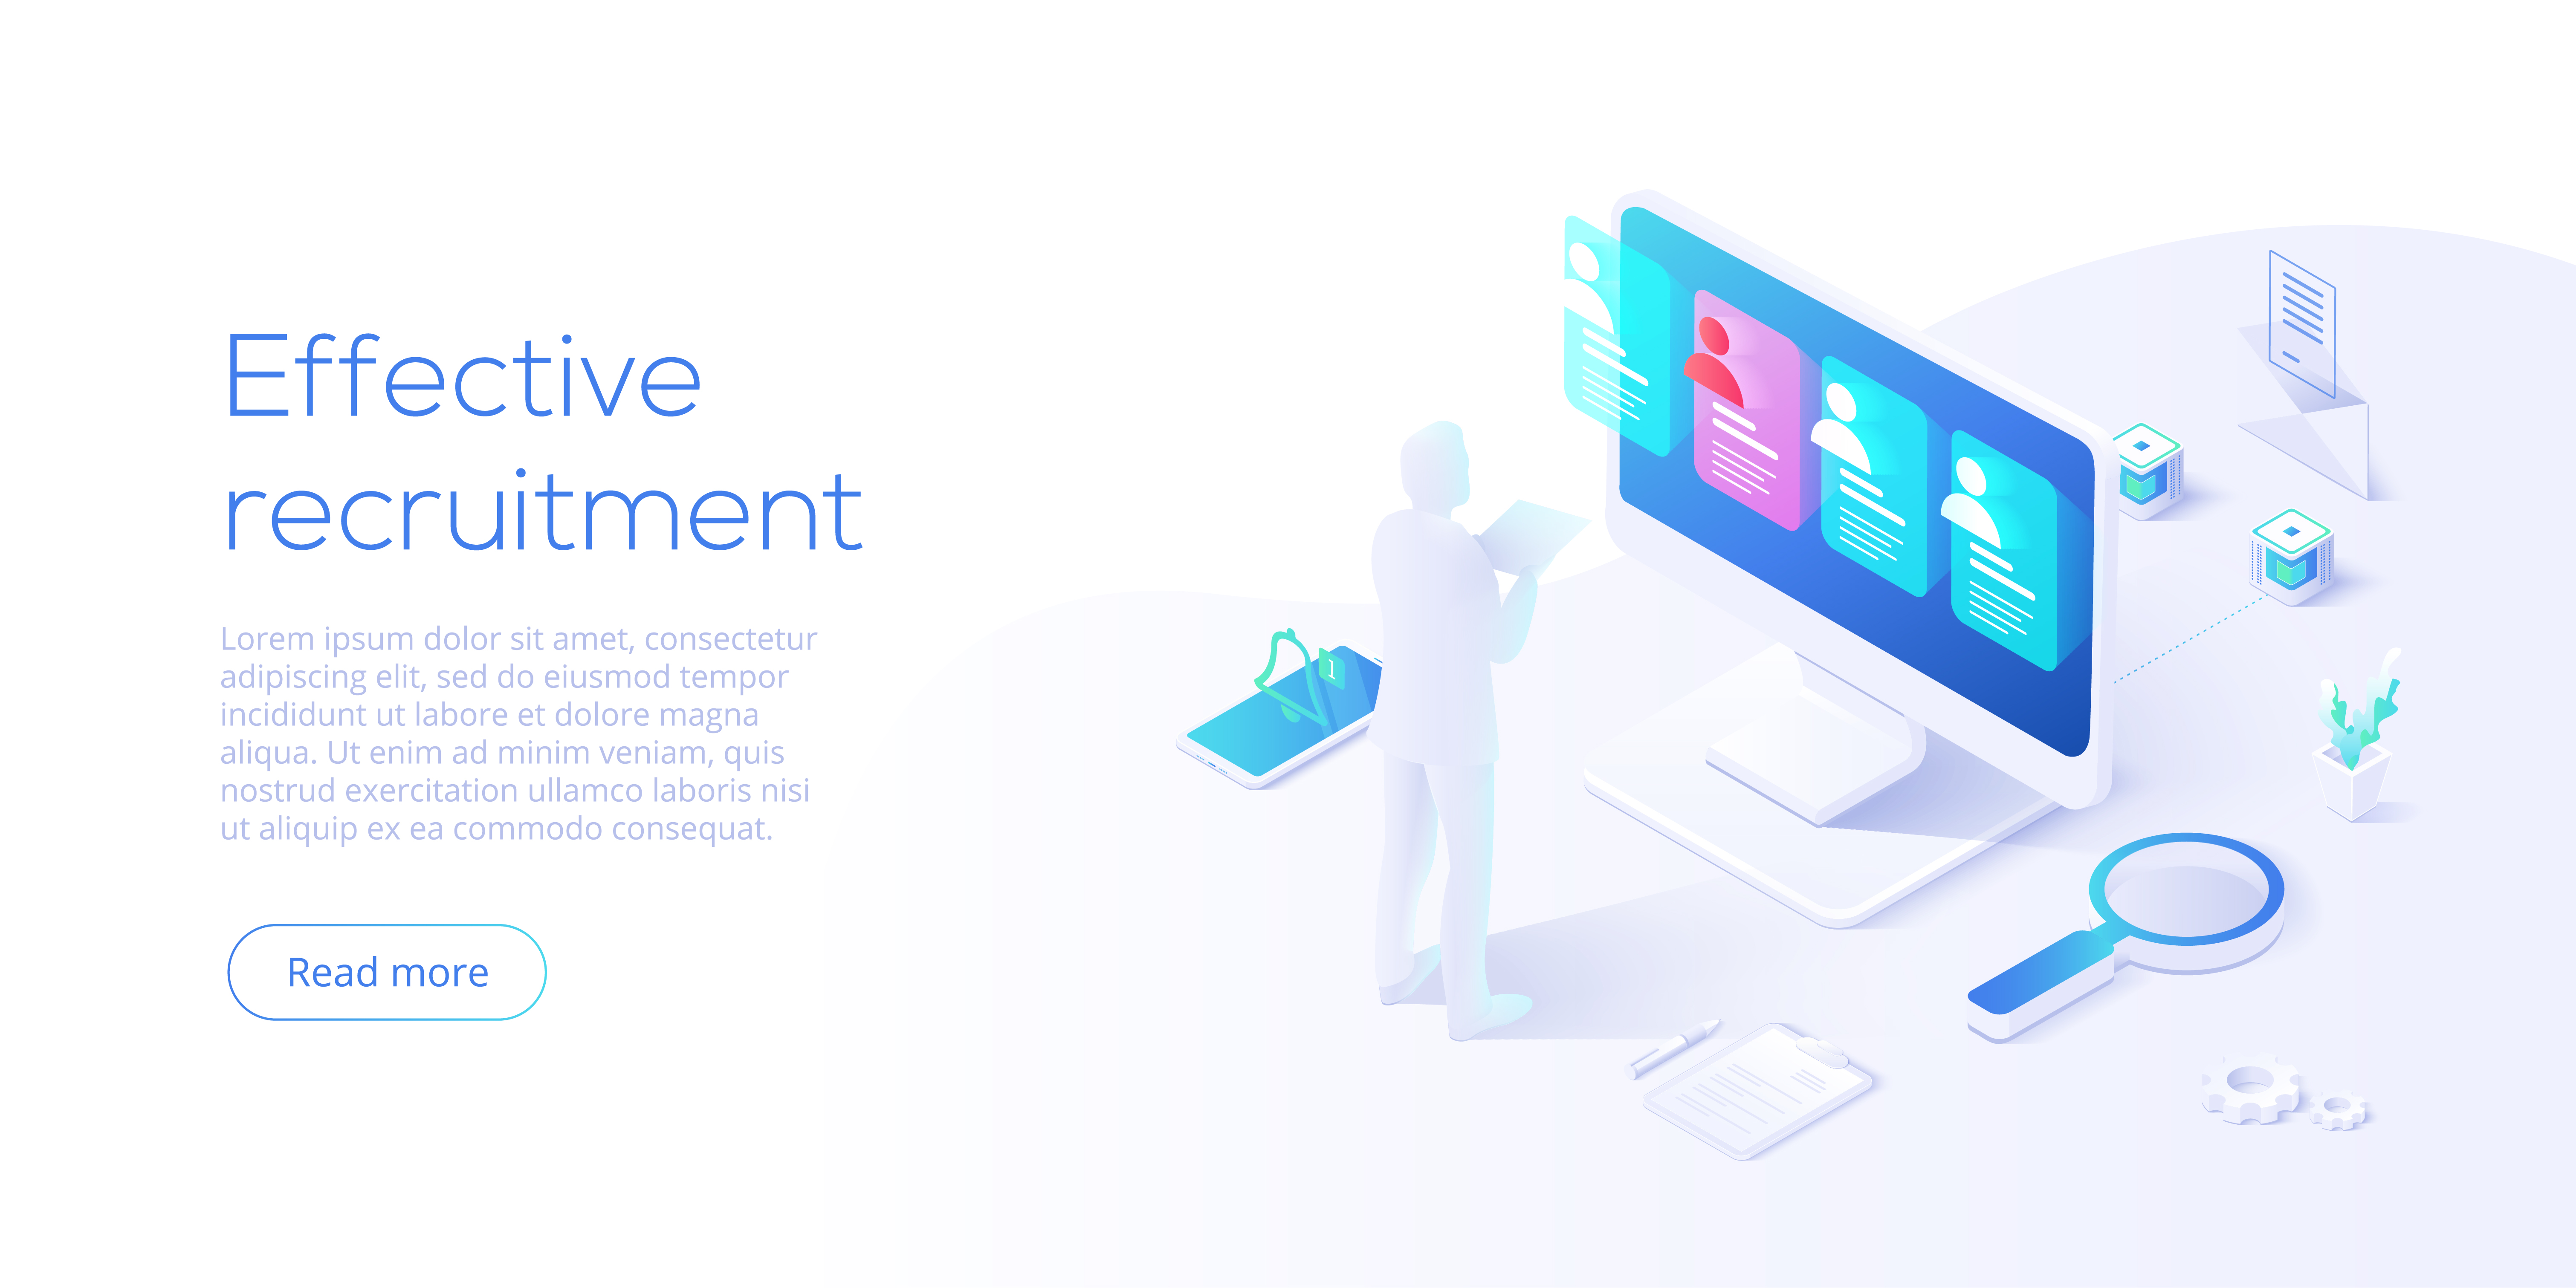 Effective
recruitment
Lorem ipsum dolor sit amet, consectetur
adipiscing elit, sed do eiusmod tempor
incididunt ut labore et dolore magna
aliqua. Ut enim ad minim veniam, quis
nostrud exercitation ullamco laboris nisi
ut aliquip ex ea commodo consequat.
Read more
1